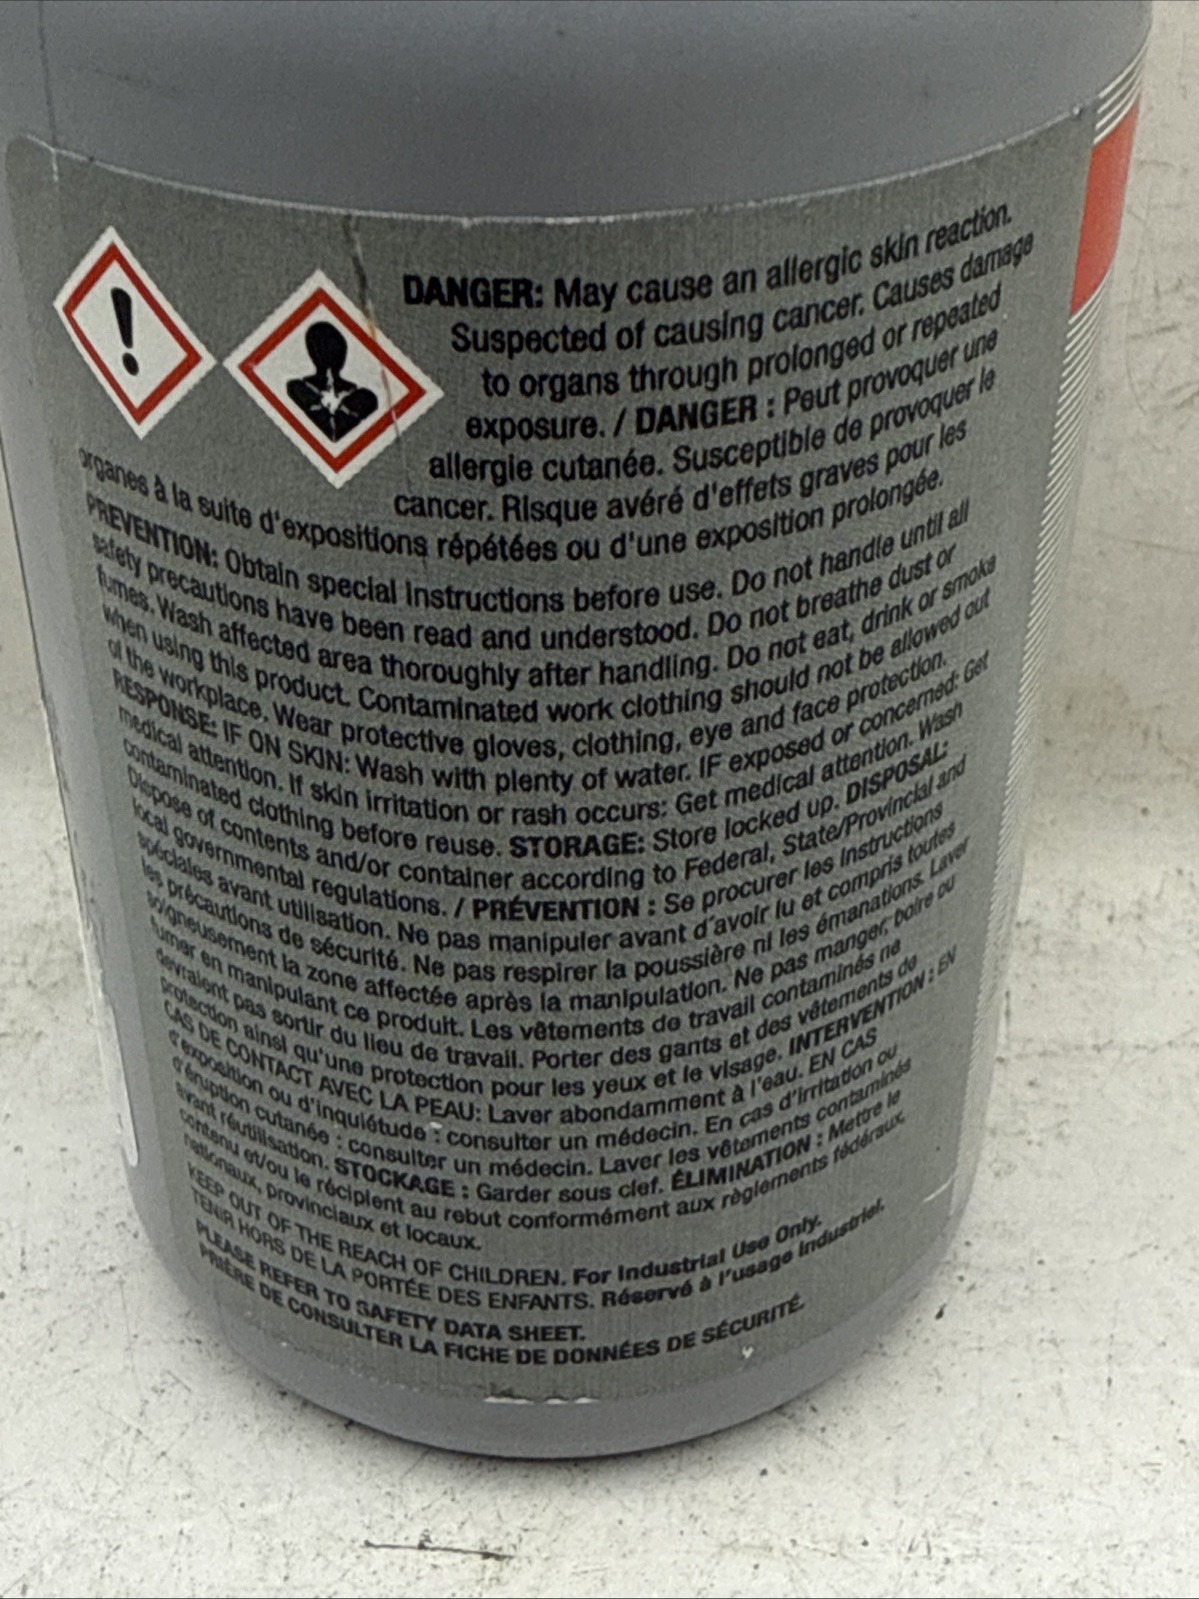 DANGER: May cause an allergic skin reaction.
Suspected of causing cancer. Causes damage
to organs through prolonged or repeated
exposure. / DANGER : Peut provoquer une
allergie cutanée. Susceptible de provoquer le
cancer. Risque avéré d'effets graves pour les
organes à la suite d'expositions répétées ou d'une exposition prolongée.
PREVENTION: Obtain special instructions before use. Do not handle until all
safety precautions have been read and understood. Do not breathe dust or
fumes. Wash affected area thoroughly after handling. Do not eat, drink or smoke
when using this product. Contaminated work clothing should not be allowed out
of the workplace. Wear protective gloves, clothing, eye and face protection.
RESPONSE: IF ON SKIN: Wash with plenty of water. IF exposed or concerned: Get
medical attention. If skin irritation or rash occurs: Get medical attention. Wash
contaminated clothing before reuse. STORAGE: Store locked up. DISPOSAL:
Dispose of contents and/or container according to Federal, State/Provincial and
local governmental regulations. / PRÉVENTION : Se procurer les instructions
spéciales avant utilisation. Ne pas manipuler avant d'avoir lu et compris toutes
les précautions de sécurité. Ne pas respirer la poussière ni les émanations. Laver
soigneusement la zone affectée après la manipulation. Ne pas manger, boire ou
fumer en manipulant ce produit. Les vêtements de travail contaminés ne
devraient pas sortir du lieu de travail. Porter des gants et des vêtements de
protection ainsi qu'une protection pour les yeux et le visage. INTERVENTION : EN
CAS DE CONTACT AVEC LA PEAU: Laver abondamment à l'eau. EN CAS
d'exposition ou d'inquiétude : consulter un médecin. En cas d'irritation ou
d'éruption cutanée : consulter un médecin. Laver les vêtements contaminés
avant réutilisation. STOCKAGE : Garder sous clef. ÉLIMINATION : Mettre le
contenu et/ou le récipient au rebut conformément aux règlements fédéraux,
nationaux, provinciaux et locaux.
KEEP OUT OF THE REACH OF CHILDREN. For Industrial Use Only.
TENIR HORS DE LA PORTÉE DES ENFANTS. Réservé à l'usage industriel.
PLEASE REFER TO SAFETY DATA SHEET.
PRIÈRE DE CONSULTER LA FICHE DE DONNÉES DE SÉCURITÉ.